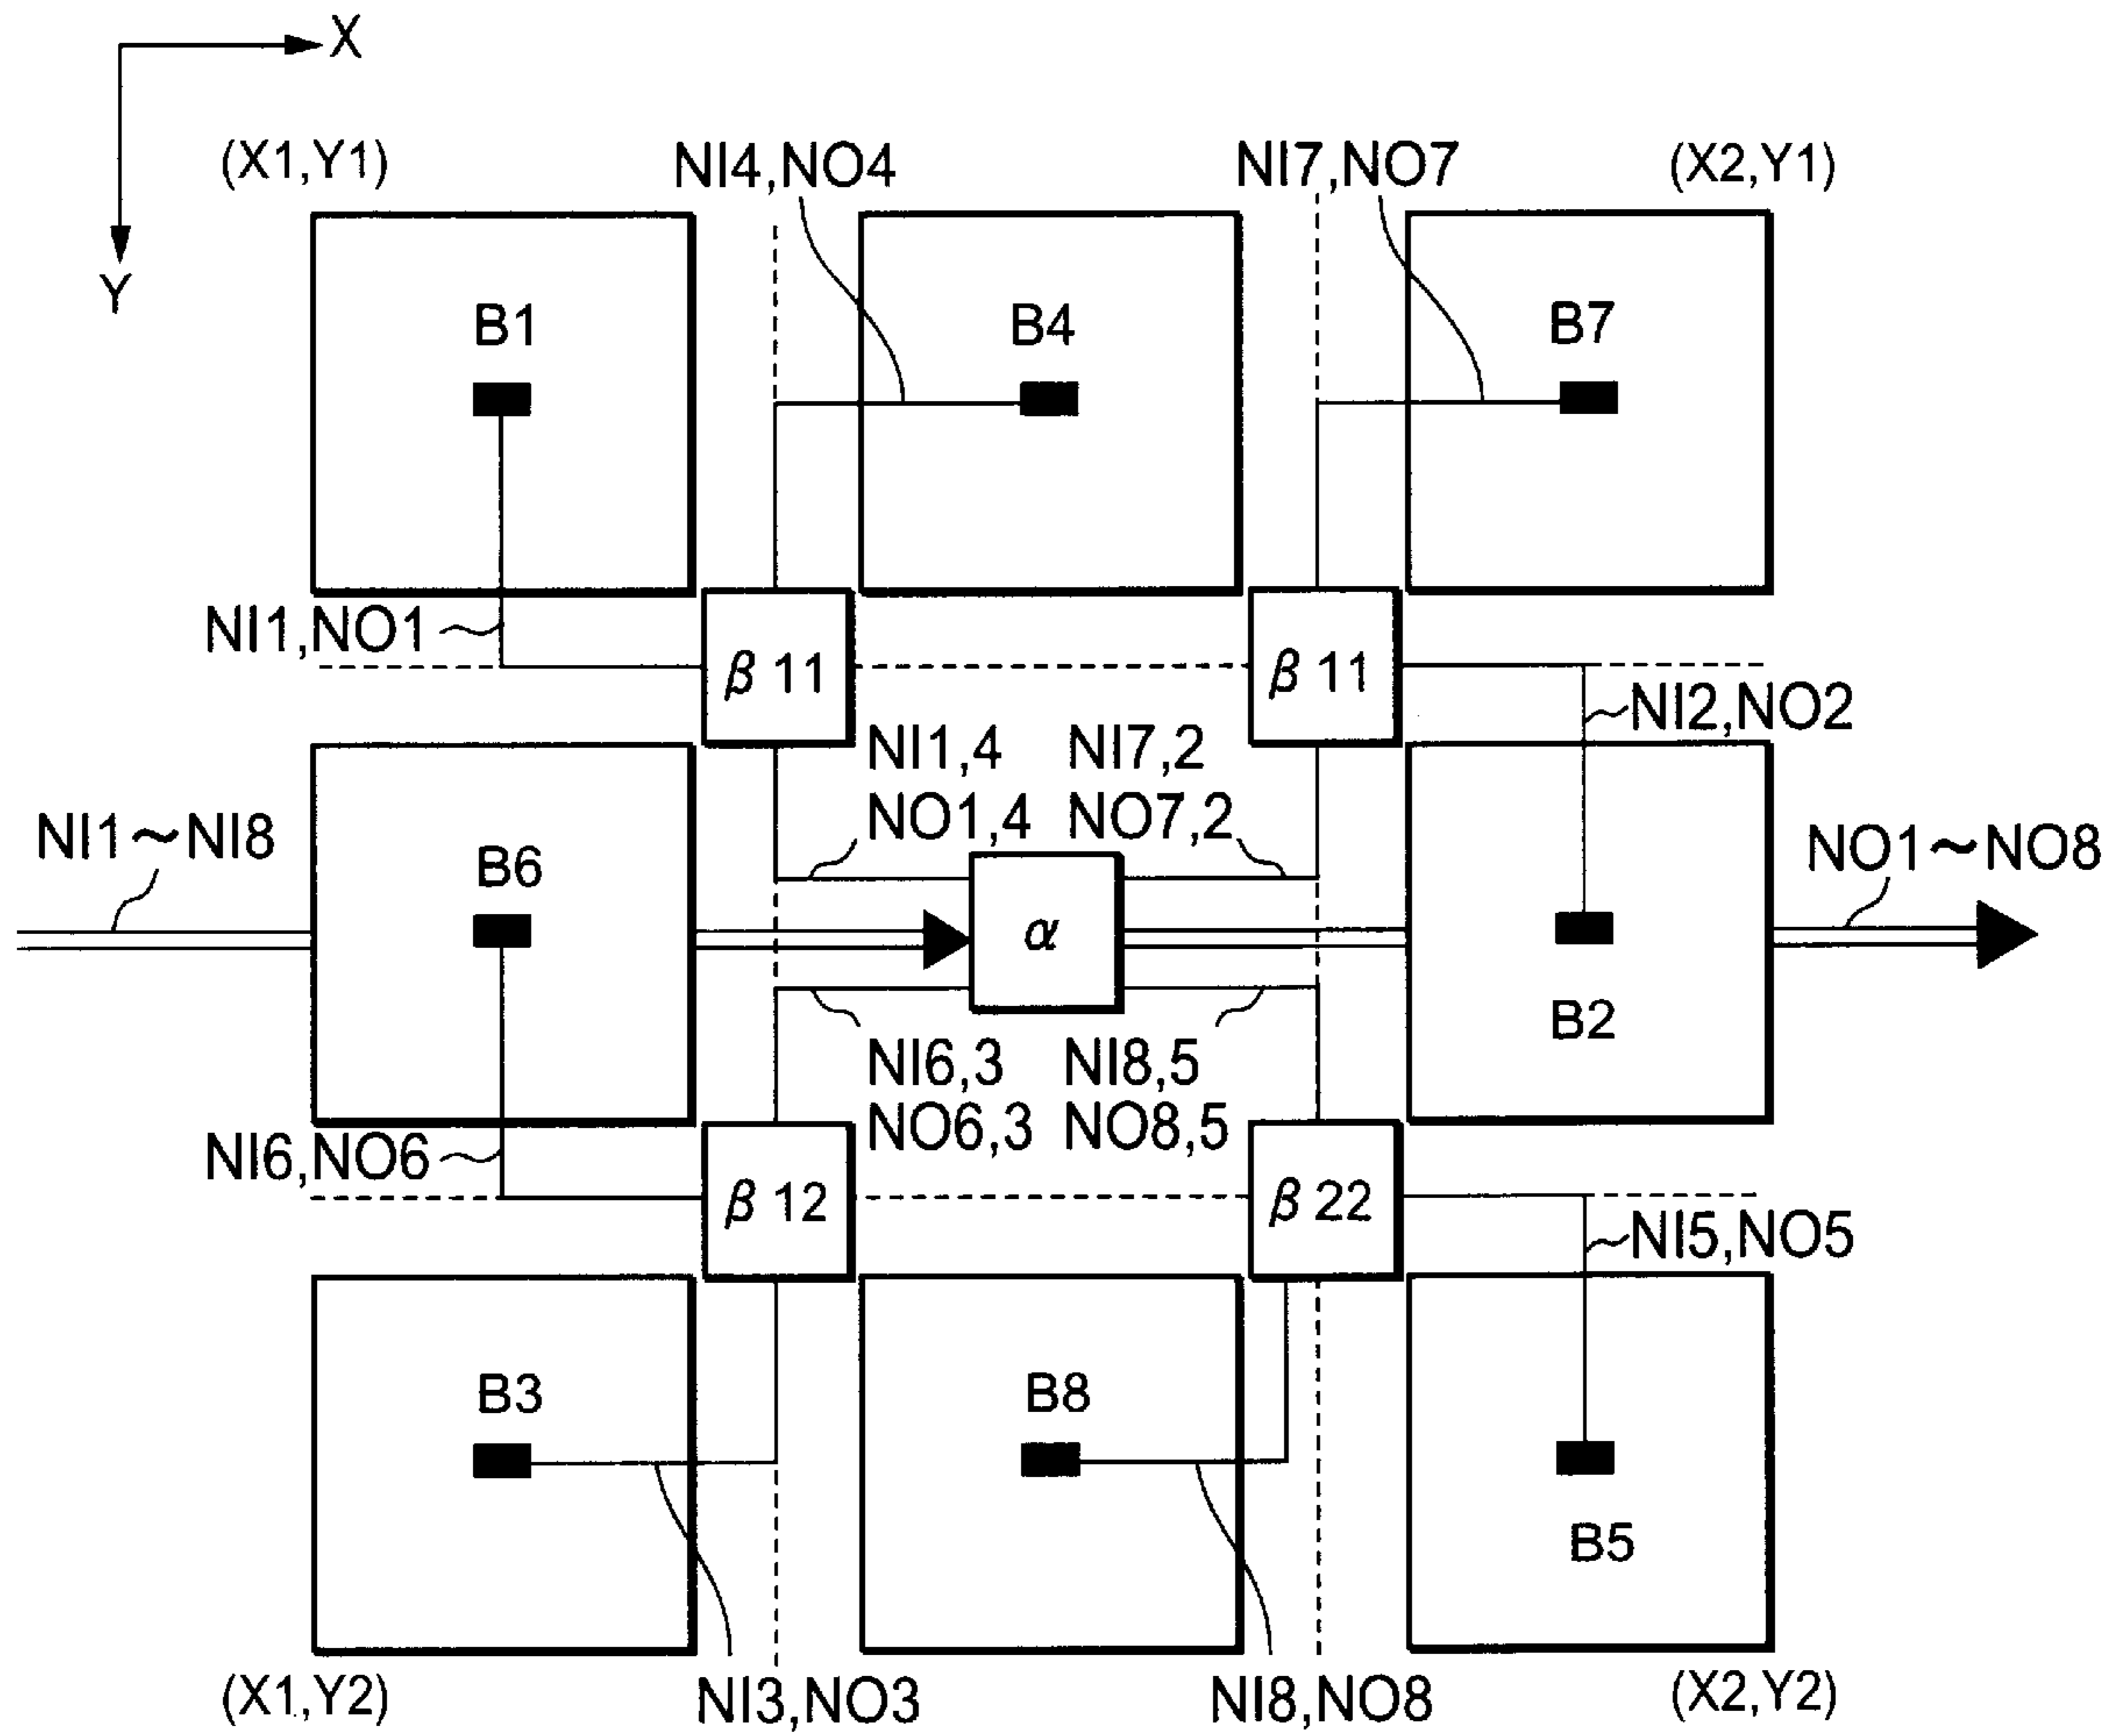 X
Y
(X1,Y1)
NI4,NO4
NI7,NO7
(X2,Y1)
B1
B4
B7
NI1,NO1
β 11
β 11
NI2,NO2
NI1,4
NO1,4
NI7,2
NO7,2
NI1~NI8
B6
α
B2
NO1~NO8
NI6,3
NO6,3
NI8,5
NO8,5
NI6,NO6
β 12
β 22
NI5,NO5
B3
B8
B5
(X1,Y2)
NI3,NO3
NI8,NO8
(X2,Y2)